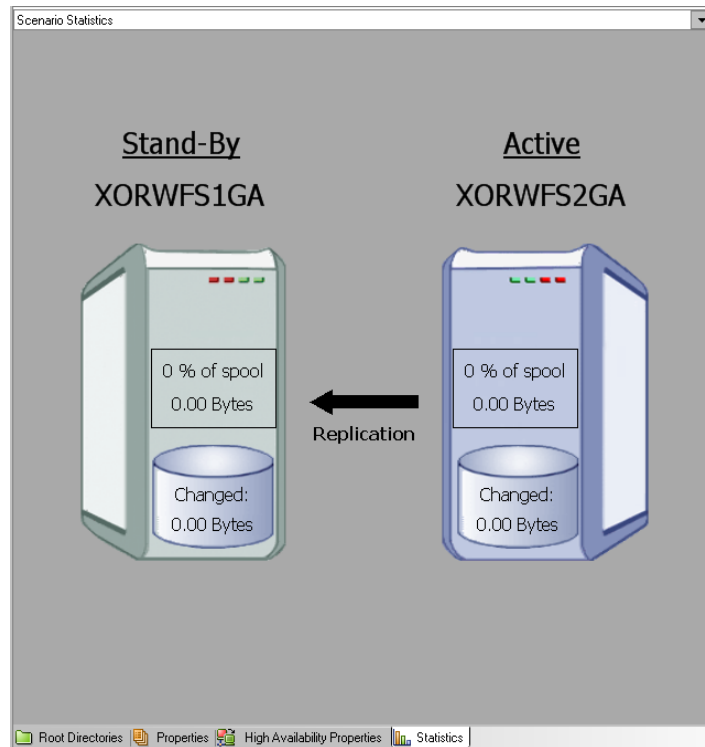 Scenario Statistics
Stand-By
XORWFS1GA
Active
XORWFS2GA
0 % of spool
0.00 Bytes
0 % of spool
0.00 Bytes
Replication
Changed:
0.00 Bytes
Changed:
0.00 Bytes
Root Directories Properties High Availability Properties Statistics